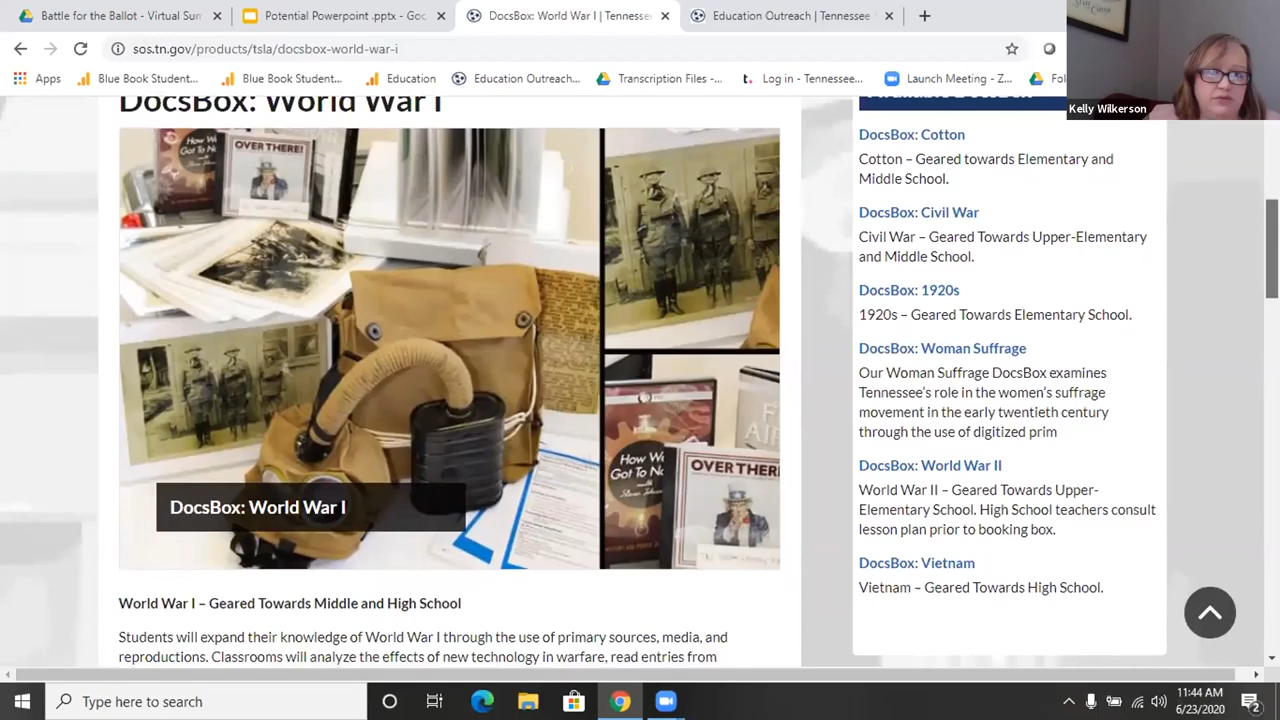 Battle for the Ballot - Virtual Sum
Potential Powerpoint .pptx - Goo
DocsBox: World War I | Tennesse
Education Outreach | Tennessee
sos.tn.gov/products/tsla/docsbox-world-war-i
Apps
Blue Book Student...
Blue Book Student...
Education
Education Outreach...
Transcription Files -...
Log in - Tennessee...
Launch Meeting - Z...
Fol
Kelly Wilkerson
DocsBox: World War I
OVER THERE!
How We
Got To No
OVER THERE!
DocsBox: World War I
World War I – Geared Towards Middle and High School
Students will expand their knowledge of World War I through the use of primary sources, media, and
reproductions. Classrooms will analyze the effects of new technology in warfare, read entries from
DocsBox: Cotton
Cotton – Geared towards Elementary and
Middle School.
DocsBox: Civil War
Civil War – Geared Towards Upper-Elementary
and Middle School.
DocsBox: 1920s
1920s – Geared Towards Elementary School.
DocsBox: Woman Suffrage
Our Woman Suffrage DocsBox examines
Tennessee's role in the women's suffrage
movement in the early twentieth century
through the use of digitized prim
DocsBox: World War II
World War II – Geared Towards Upper-
Elementary School. High School teachers consult
lesson plan prior to booking box.
DocsBox: Vietnam
Vietnam – Geared Towards High School.
Type here to search
11:44 AM
6/23/2020
2